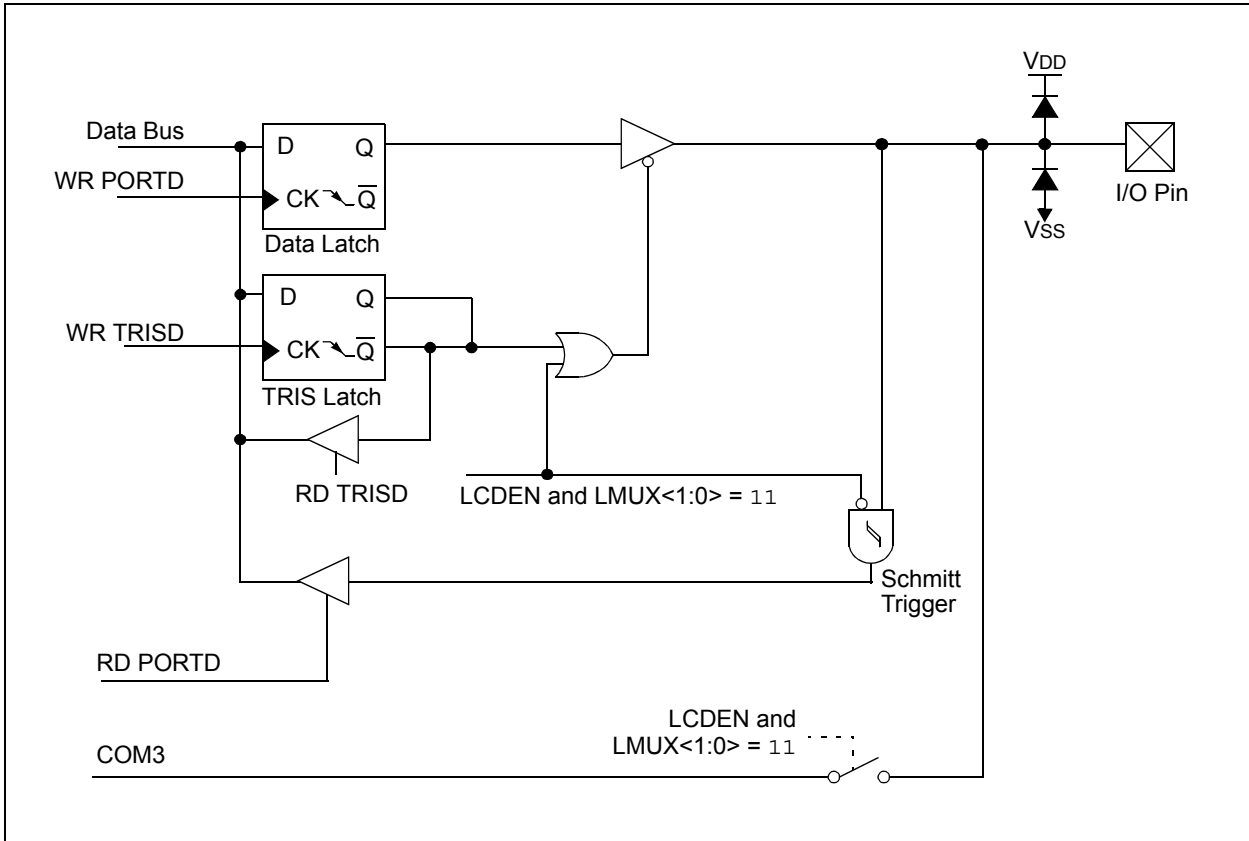 VDD
Data Bus
D Q
WR PORTD
CK Q̅
Data Latch
I/O Pin
VSS
D Q
WR TRISD
CK Q̅
TRIS Latch
RD TRISD
LCDEN and LMUX<1:0> = 11
Schmitt
Trigger
RD PORTD
LCDEN and
LMUX<1:0> = 11
COM3